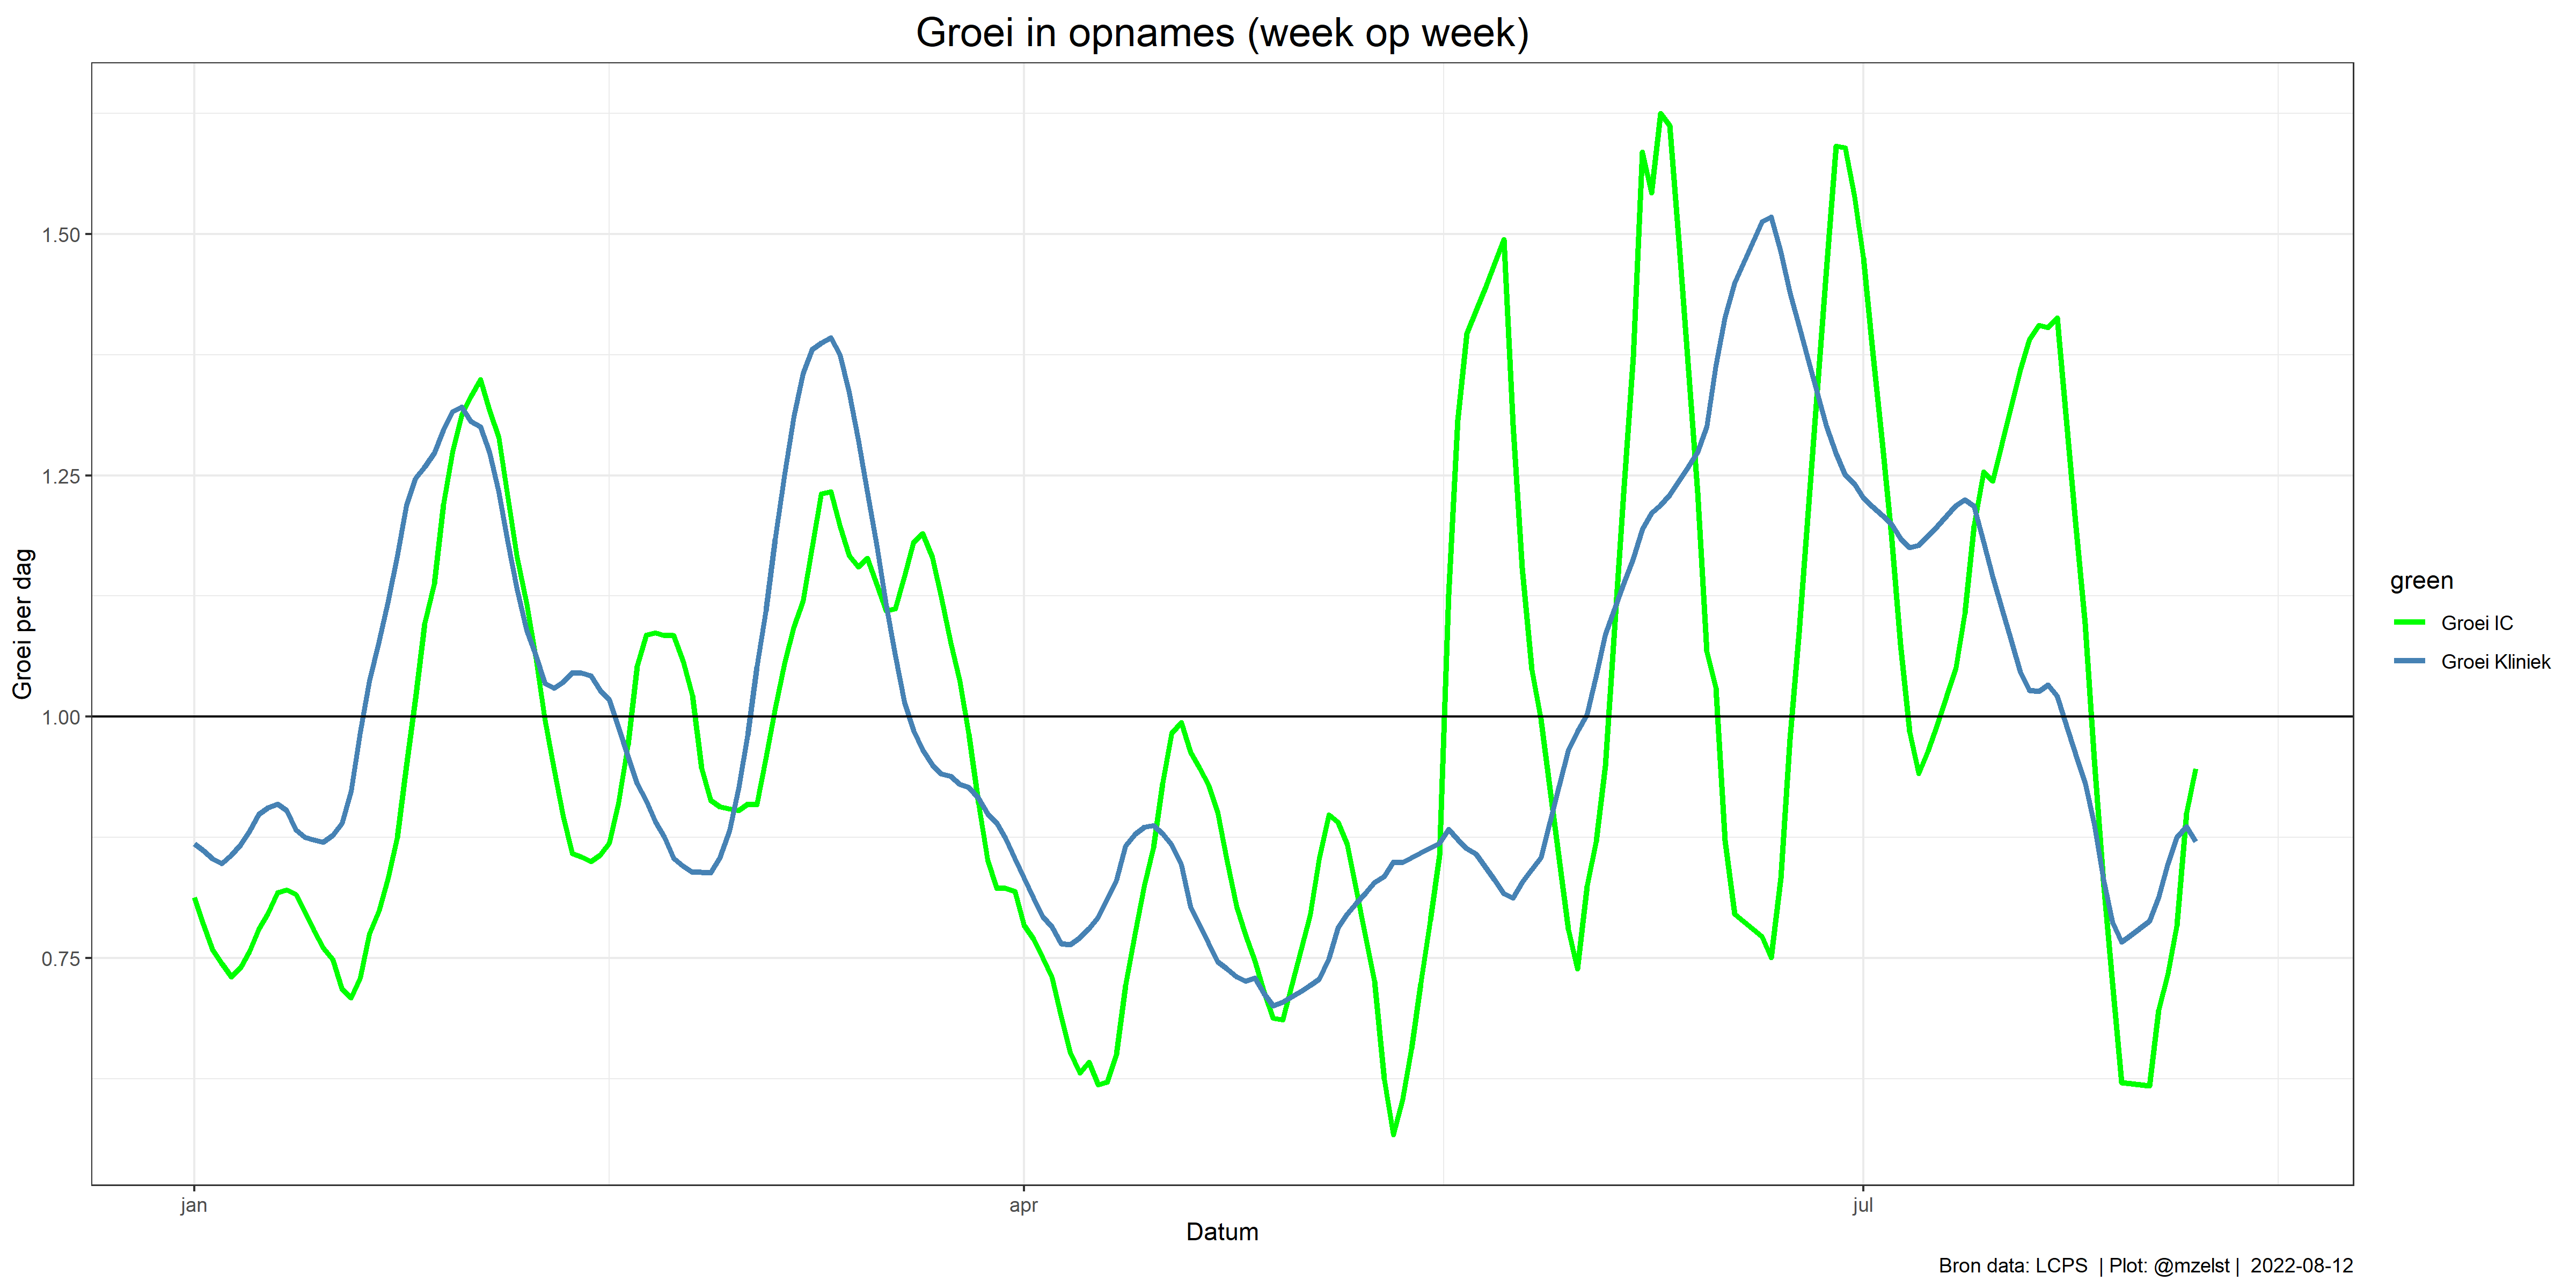 Groei in opnames (week op week)
Groei per dag
1.50
1.25
1.00
0.75
jan
apr
jul
Datum
green
Groei IC
Groei Kliniek
Bron data: LCPS | Plot: @mzelst | 2022-08-12